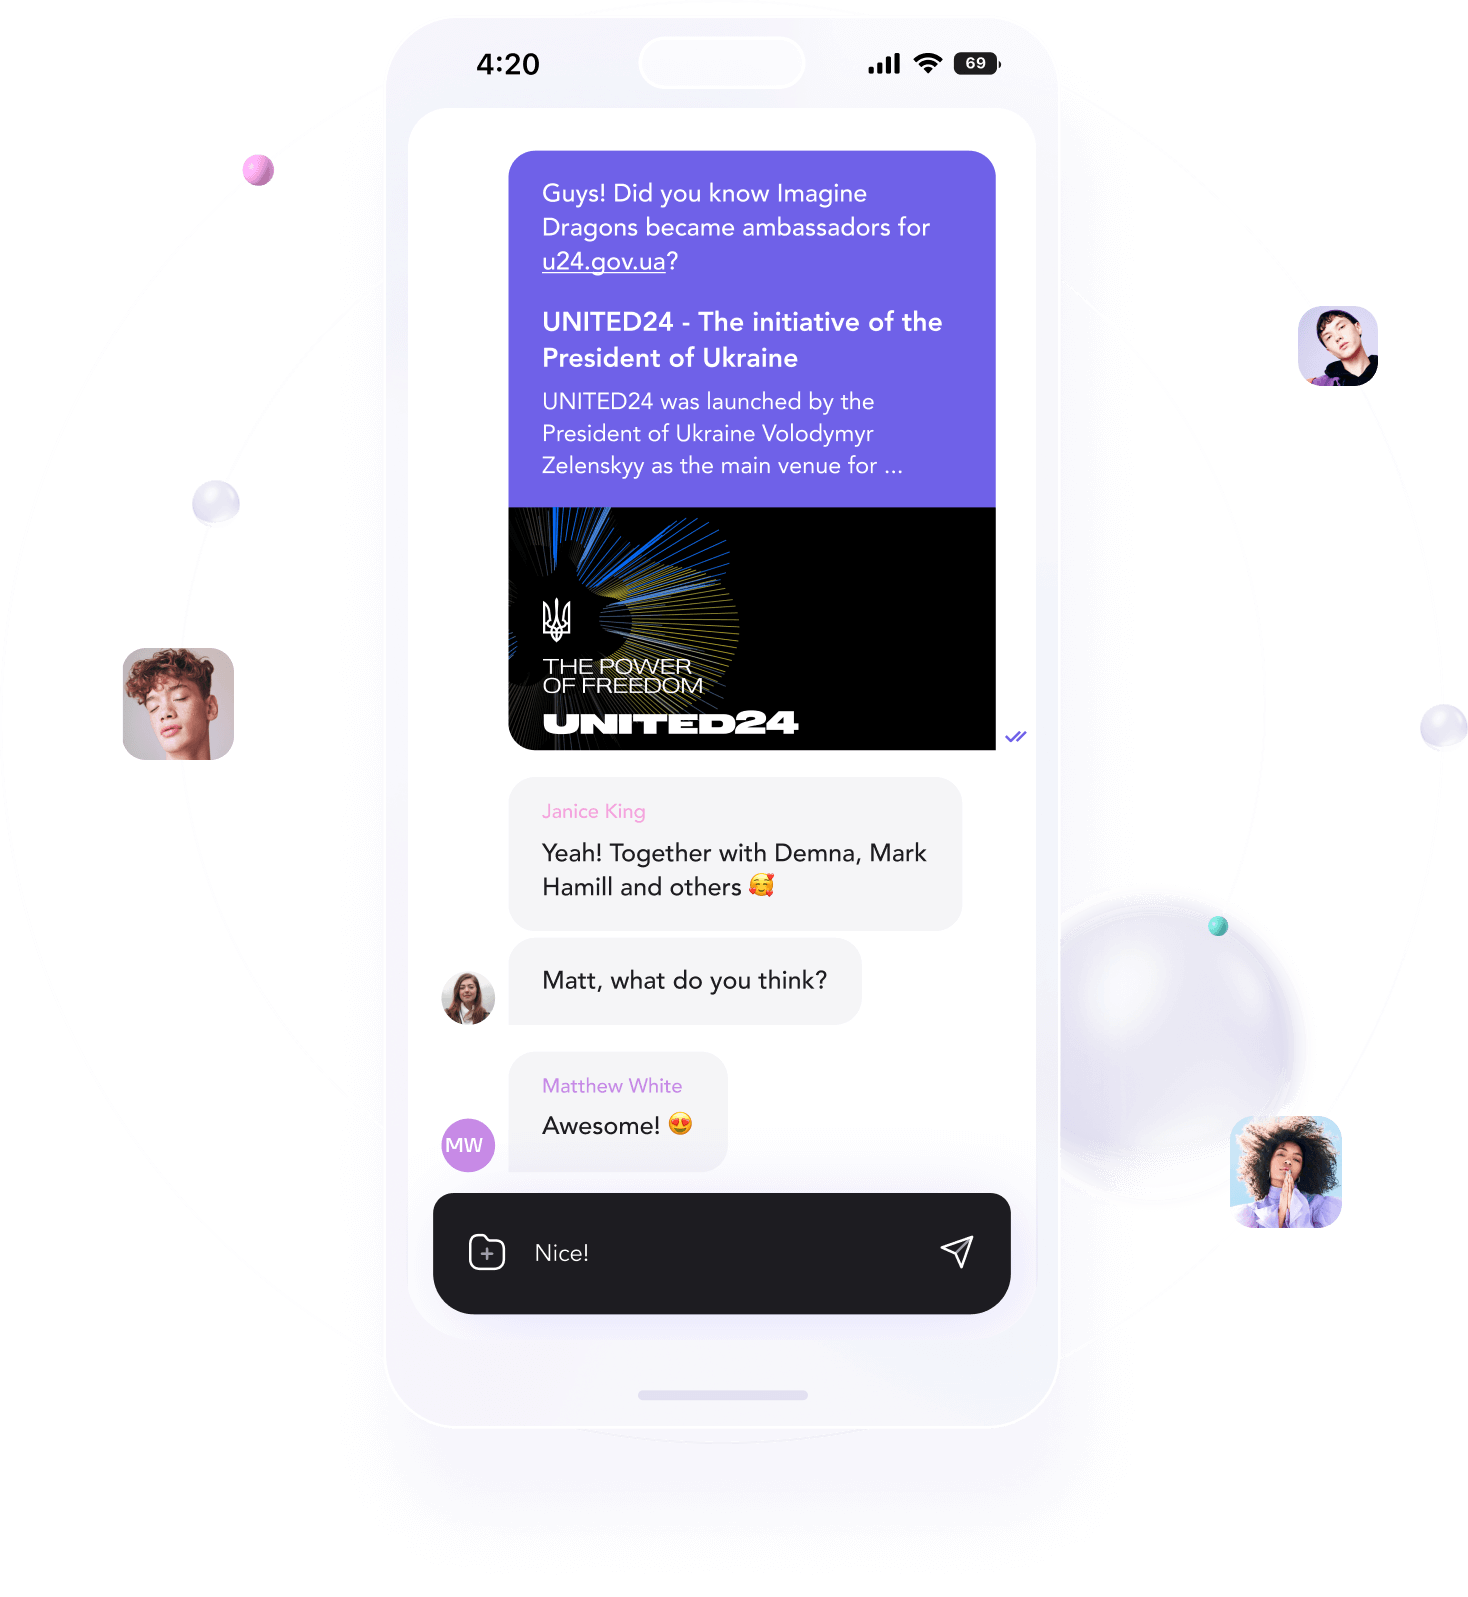 4:20
69
Guys! Did you know Imagine
Dragons became ambassadors for
u24.gov.ua?
UNITED24 - The initiative of the
President of Ukraine
UNITED24 was launched by the
President of Ukraine Volodymyr
Zelenskyy as the main venue for ...
THE POWER
OF FREEDOM
UNITED24
Janice King
Yeah! Together with Demna, Mark
Hamill and others 🥰
Matt, what do you think?
Matthew White
Awesome! 😍
MW
Nice!